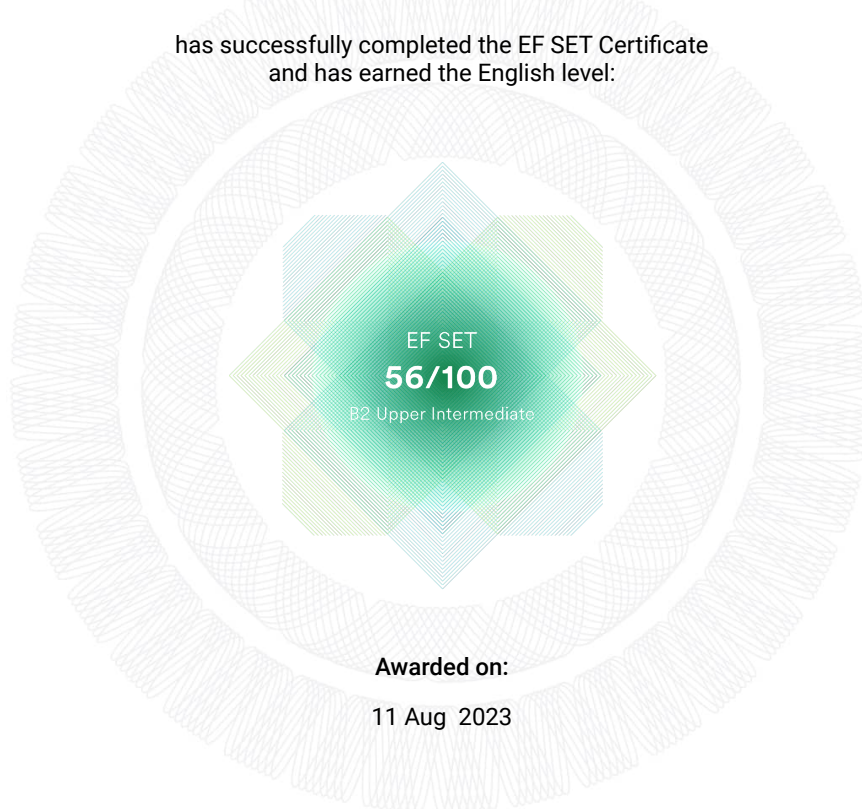 has successfully completed the EF SET Certificate
and has earned the English level:
EF SET
56/100
B2 Upper Intermediate
Awarded on:
11 Aug 2023